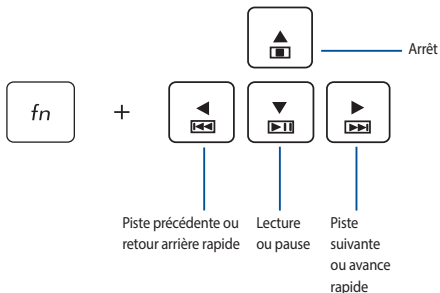 Arrêt
fn
+
Piste précédente ou
retour arrière rapide
Lecture
ou pause
Piste
suivante
ou avance
rapide